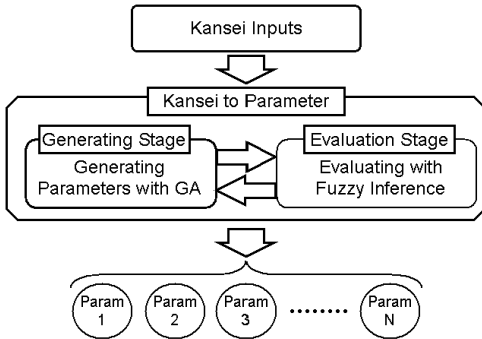 Kansei Inputs
Kansei to Parameter
Generating Stage
Generating
Parameters with GA
Evaluation Stage
Evaluating with
Fuzzy Inference
Param
1
Param
2
Param
3
........
Param
N